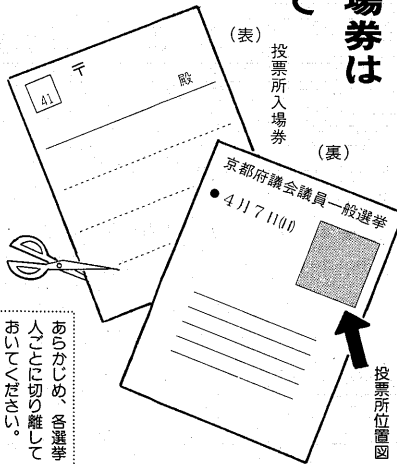 場券は
て
(表)
投票所入場券
〒
41
殿
(裏)
京都府議会議員一般選挙
●4月7日(日)
投票所位置図
あらかじめ、各選挙
人ごとに切り離して
おいてください。